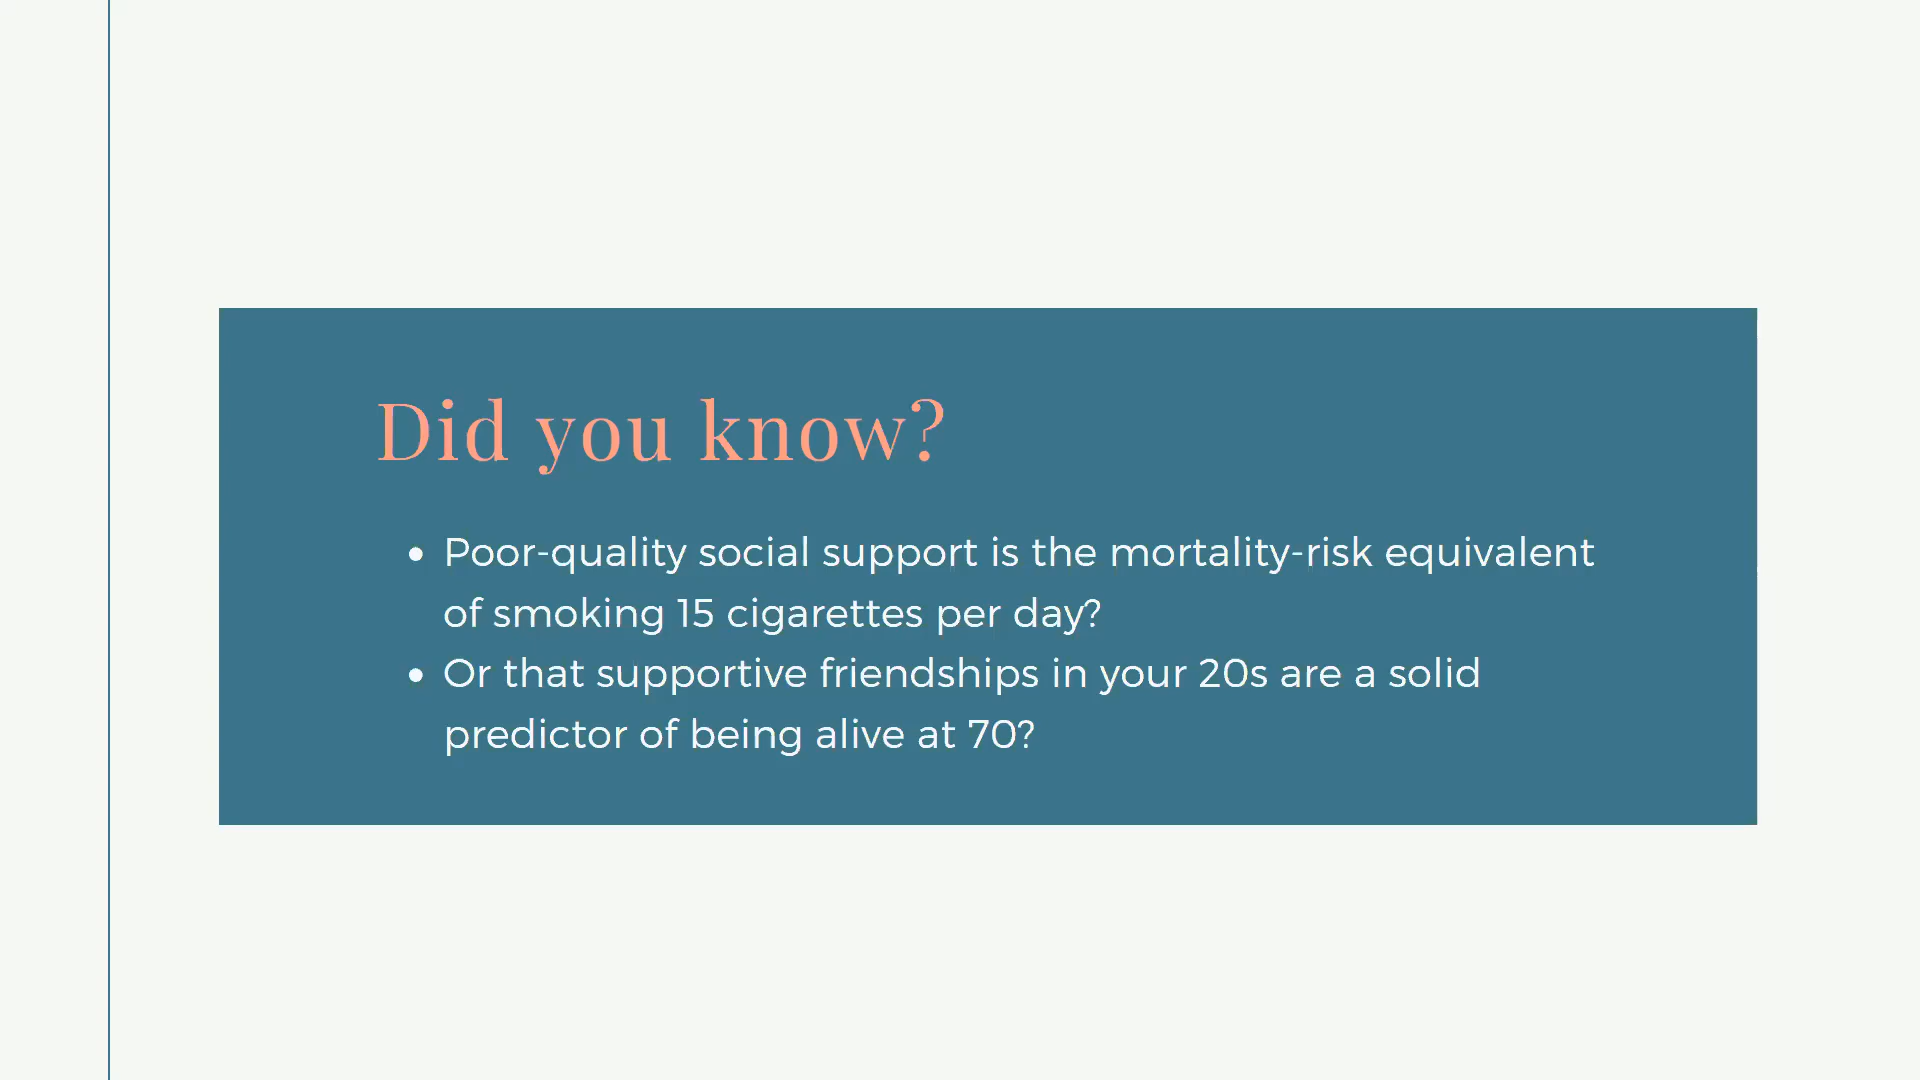 Did you know?
• Poor-quality social support is the mortality-risk equivalent
of smoking 15 cigarettes per day?
• Or that supportive friendships in your 20s are a solid
predictor of being alive at 70?